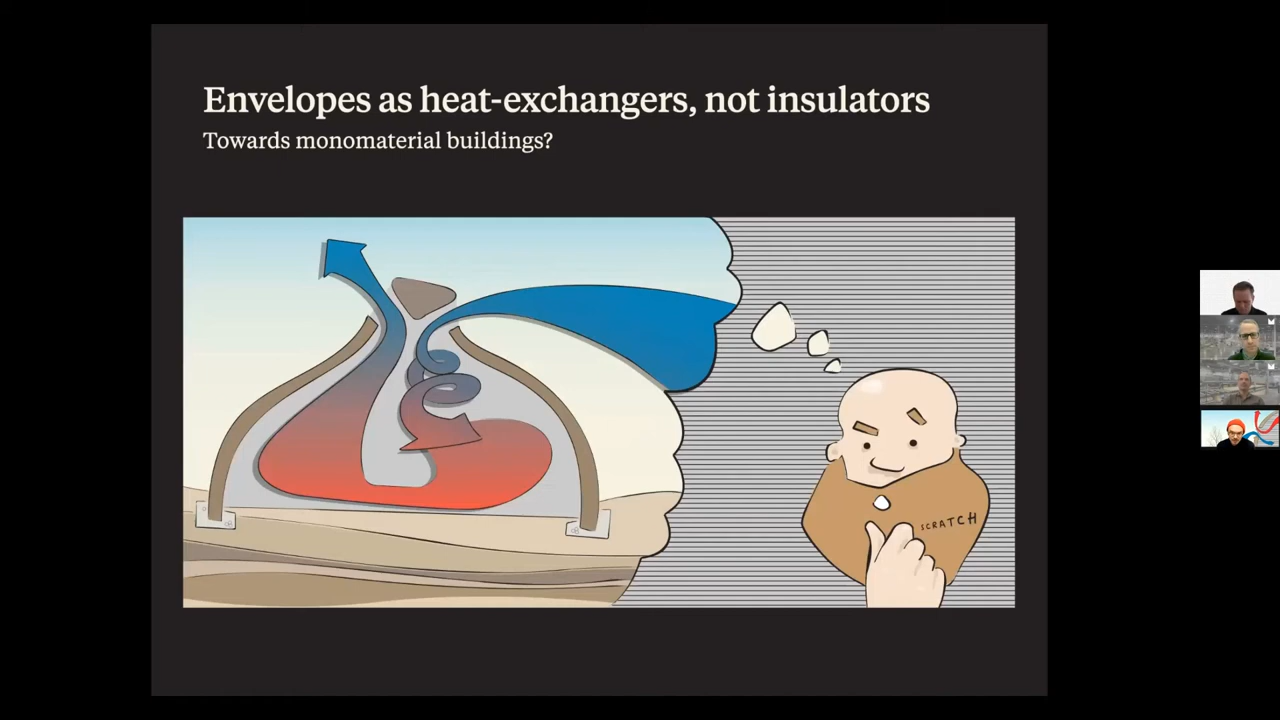 Envelopes as heat-exchangers, not insulators
Towards monomaterial buildings?
SCRATCH